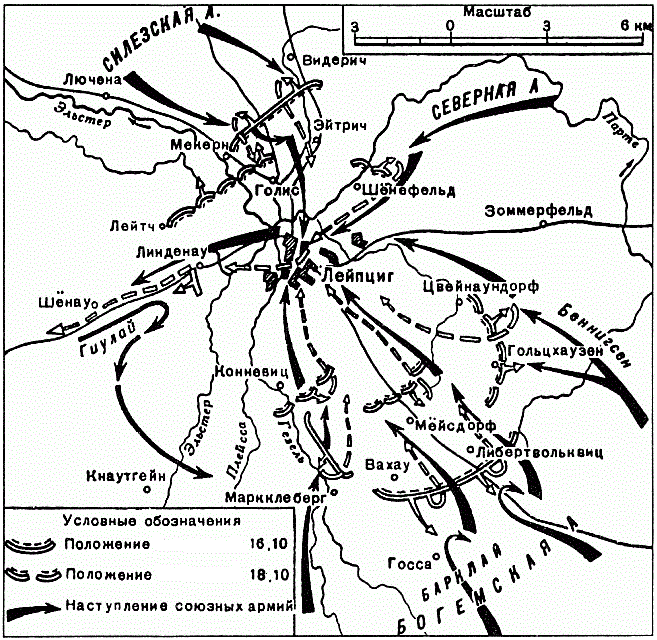 Масштаб
3 0 3 6 км
СИЛЕЗСКАЯ А.
Видерич
Лючена
Эльстер
СЕВЕРНАЯ А
Эйтрич
Парте
Мекерн
Голис
Шёнефельд
Лейтч
Зоммерфельд
Линденау
Лейпциг
Шёнау
Цвейнаундорф
Гиулай
Беннигсен
Гольцхаузен
Конневиц
Эльстер
Плейсса
Гезель
Мёйсдорф
Либертвольквиц
Вахау
Кнаутгейн
Маркклеберг
Госса
БАРКЛАЙ
БОГЕМСКАЯ А
Условные обозначения
Положение 16,10
Положение 18,10
Наступление союзных армий